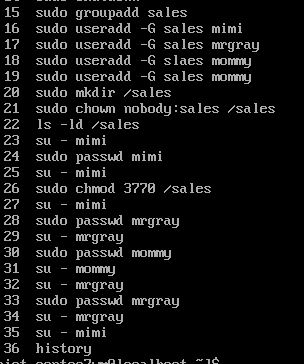 15 sudo groupadd sales
16 sudo useradd -G sales mimi
17 sudo useradd -G sales mrgray
18 sudo useradd -G slaes mommy
19 sudo useradd -G sales mommy
20 sudo mkdir /sales
21 sudo chown nobody:sales /sales
22 ls -ld /sales
23 su - mimi
24 sudo passwd mimi
25 su - mimi
26 sudo chmod 3770 /sales
27 su - mimi
28 sudo passwd mrgray
29 su - mrgray
30 sudo passwd mommy
31 su - mommy
32 su - mrgray
33 sudo passwd mrgray
34 su - mrgray
35 su - mimi
36 history